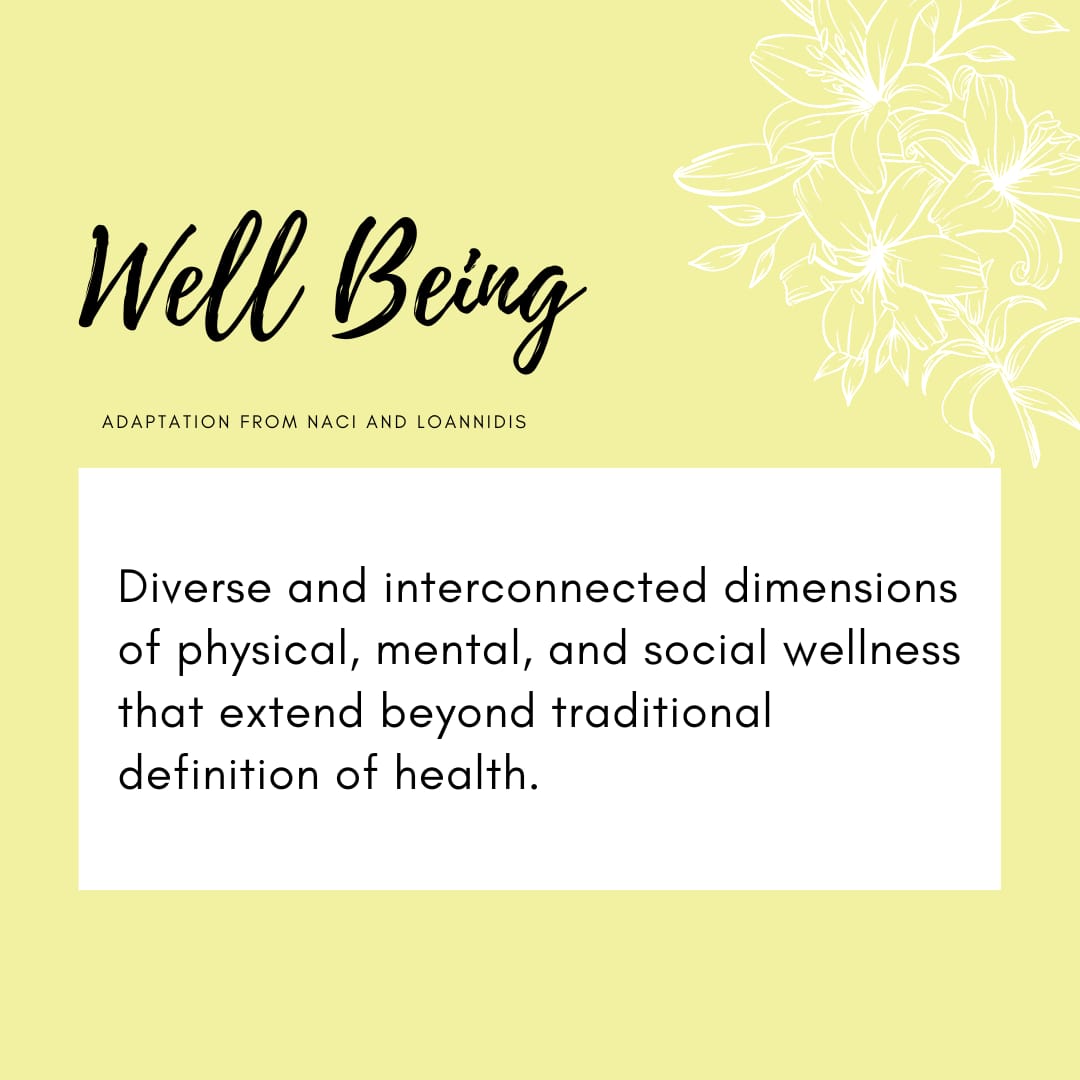 Well Being
ADAPTATION FROM NACI AND LOANNIDIS
Diverse and interconnected dimensions
of physical, mental, and social wellness
that extend beyond traditional
definition of health.